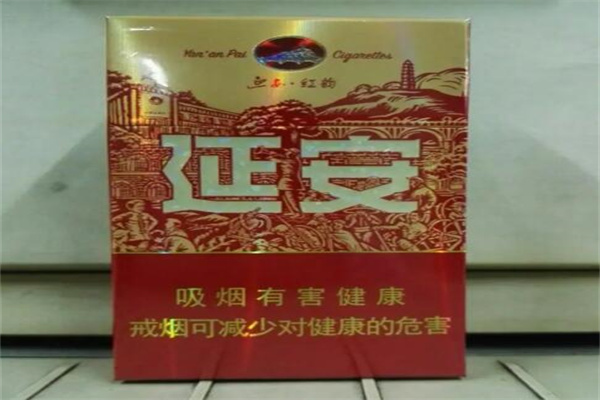 Yan'an Pai Cigarettes
延安·红韵
延安
吸烟有害健康
戒烟可减少对健康的危害